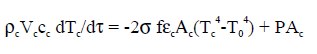 ρcVccc dTc/dτ = -2σ fεcAc(Tc⁴-T0⁴) + PAc